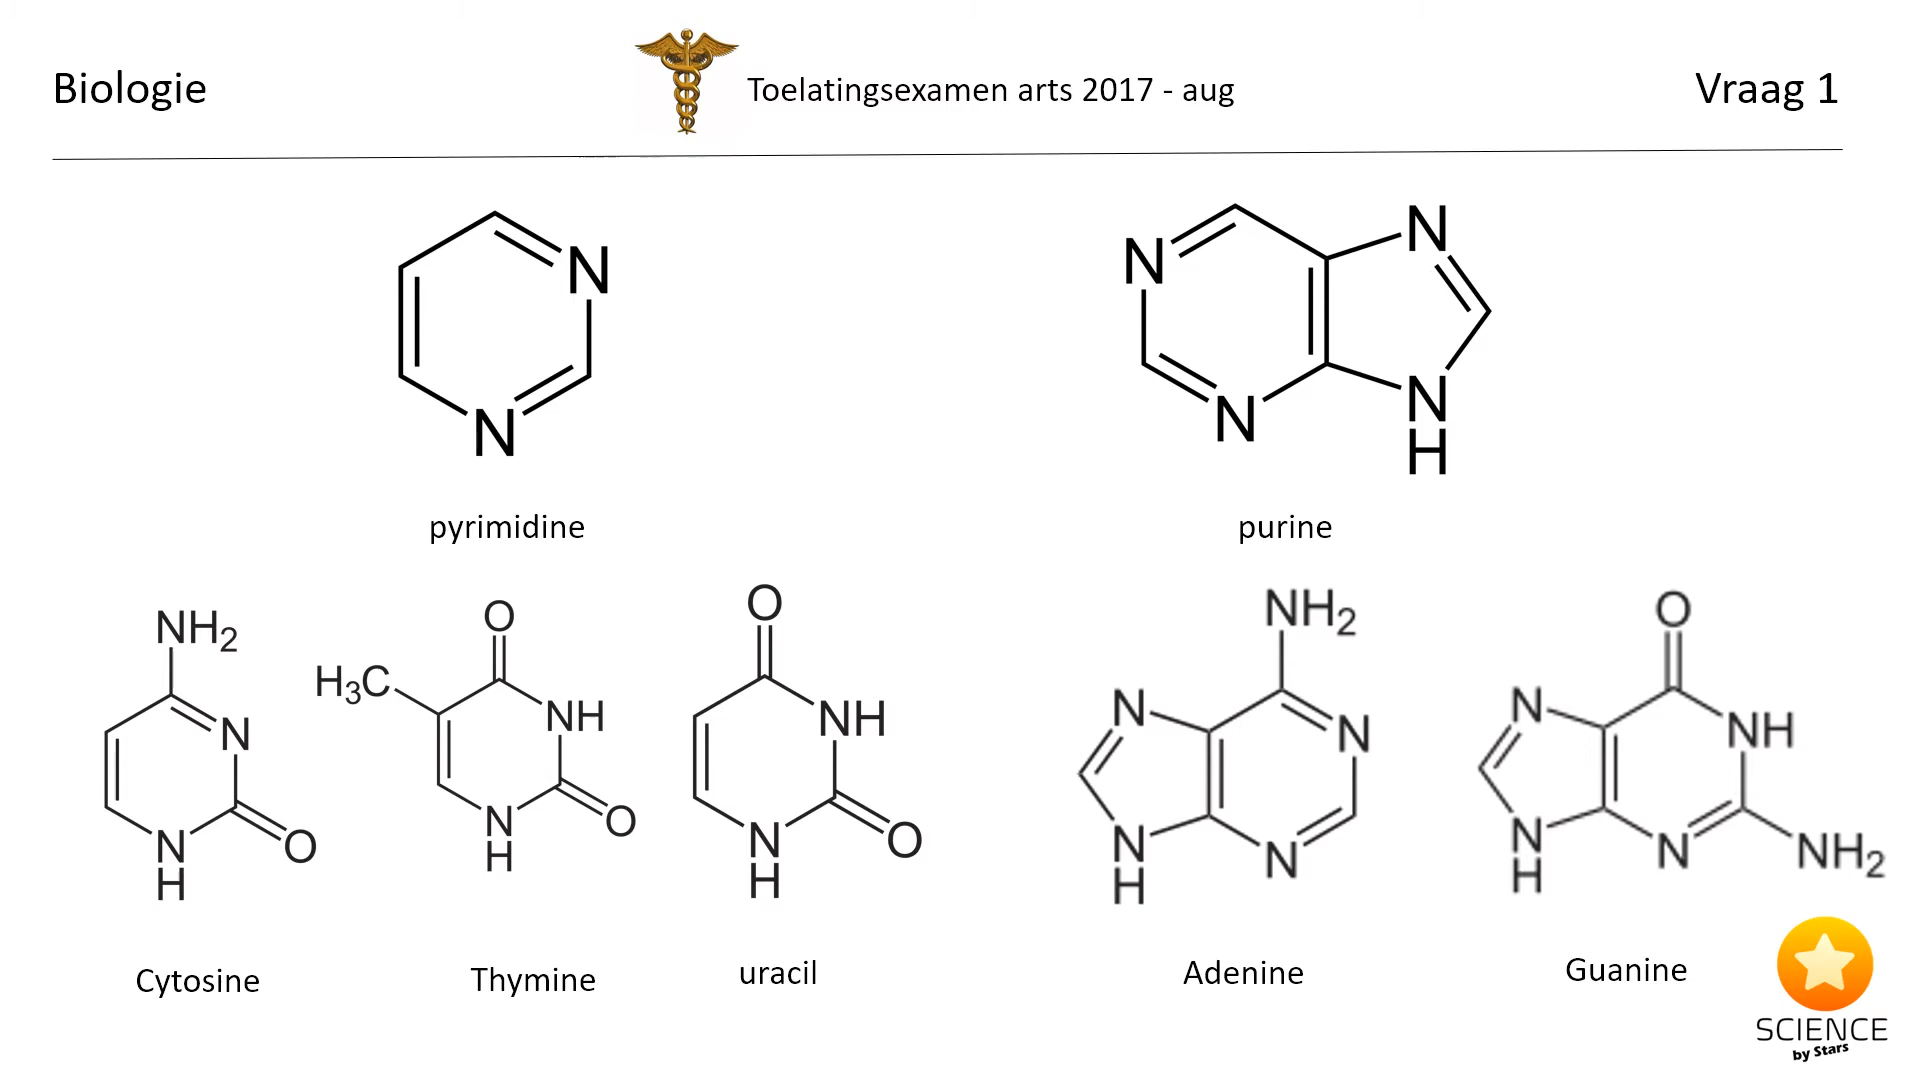 Biologie
Toelatingsexamen arts 2017 - aug
Vraag 1
N
N
N
N
N
N
H
pyrimidine
purine
NH2
N
N
H
O
O
H3C
NH
N
H
O
O
NH
N
H
O
NH2
N
N
N
H
N
O
N
NH
N
H
N
NH2
Cytosine
Thymine
uracil
Adenine
Guanine
SCIENCE
by Stars